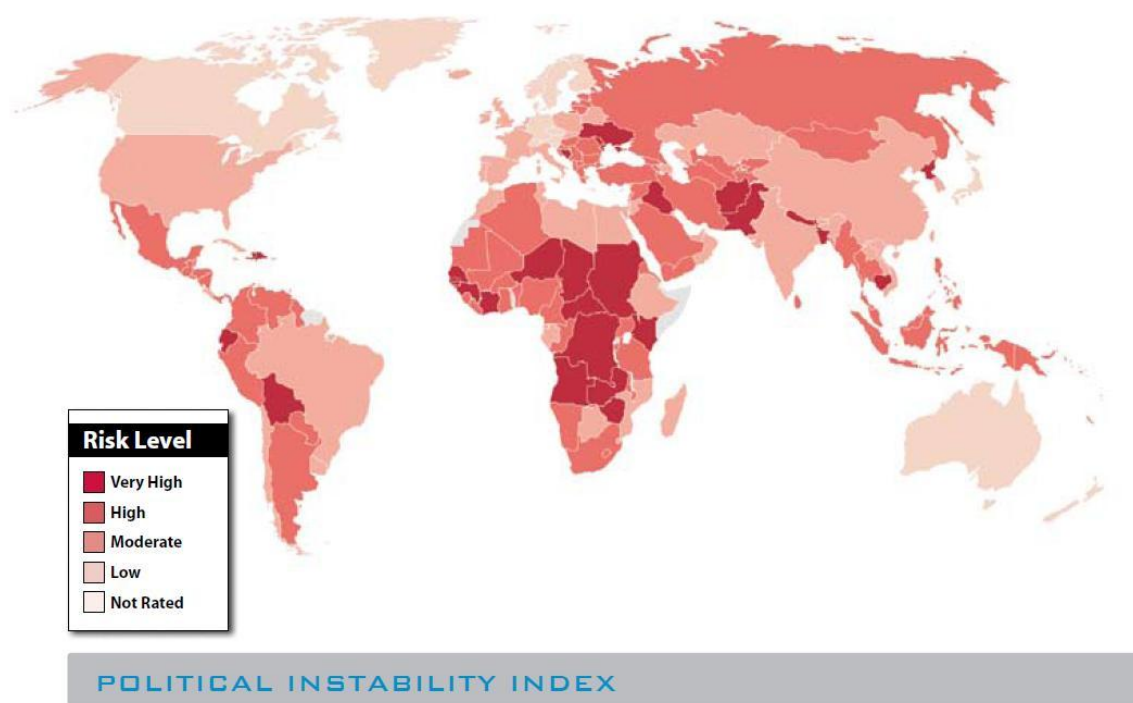 Risk Level
Very High
High
Moderate
Low
Not Rated
POLITICAL INSTABILITY INDEX